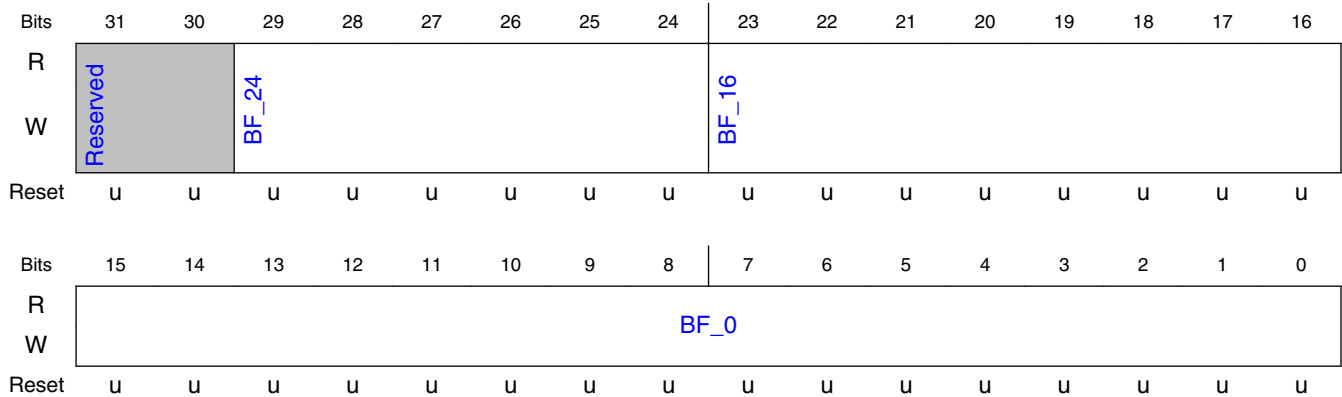 Bits 31 30 29 28 27 26 25 24 23 22 21 20 19 18 17 16
R
W
Reserved
BF_24
BF_16
Reset u u u u u u u u u u u u u u u u
Bits 15 14 13 12 11 10 9 8 7 6 5 4 3 2 1 0
R
BF_0
W
Reset u u u u u u u u u u u u u u u u